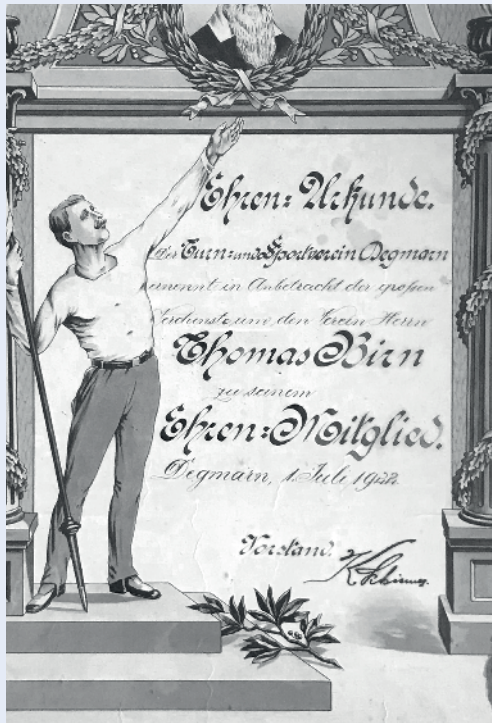 Ehren=Urkunde.
Der Turn= und Sportverein Degmarn
ernennt in Anbetracht der großen
Verdienste um den Verein Herrn
Thomas Birn
zu seinem
Ehren=Mitglied.
Degmarn, 1. Juli, 1922
Vorstand.